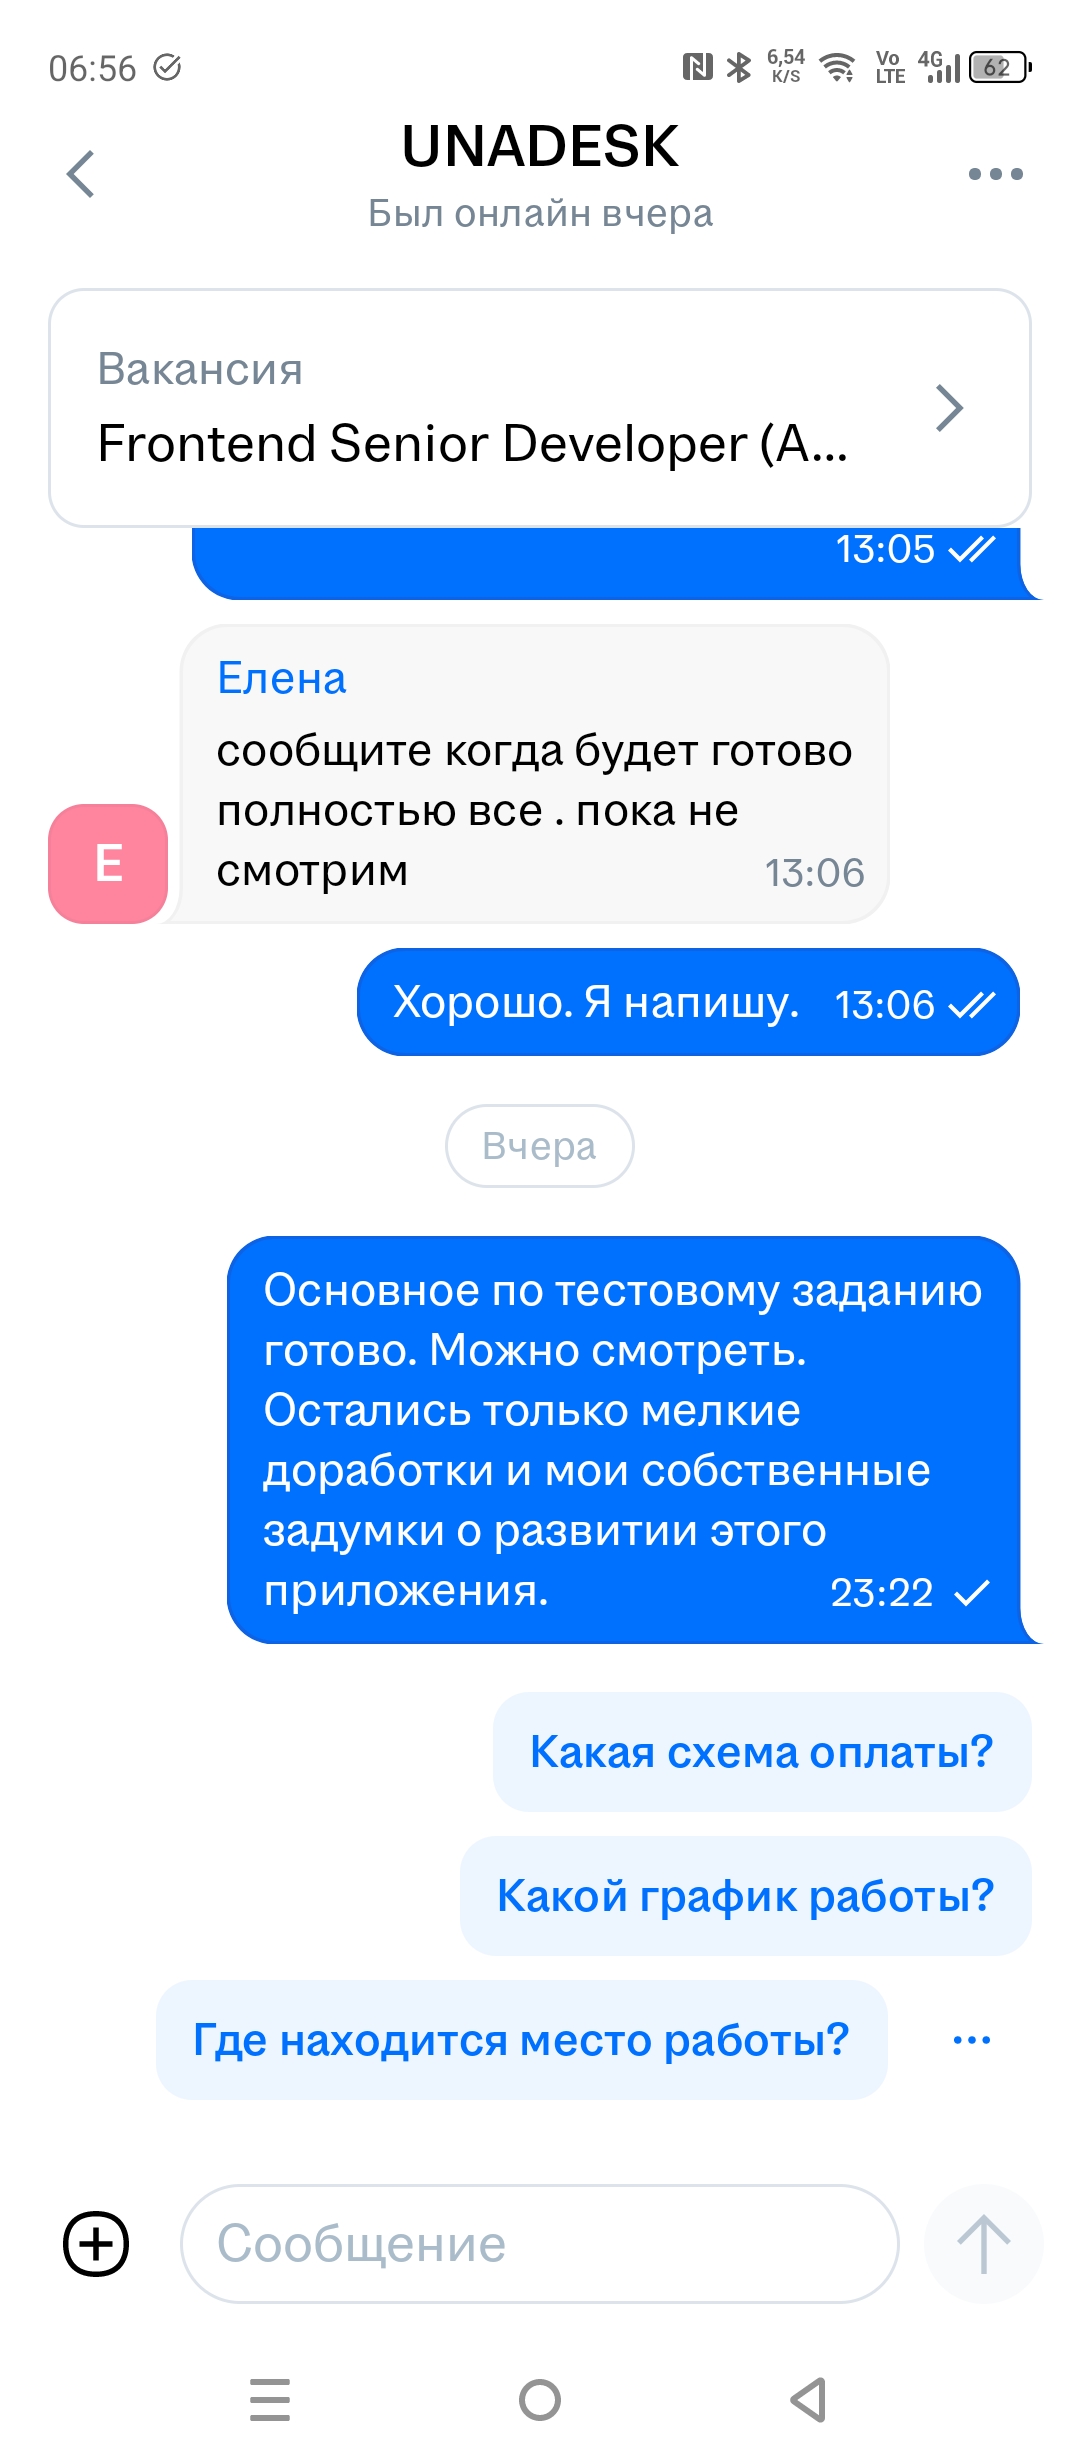 06:56
6,54
K/S
Vo
LTE
4G
62
UNADESK
Был онлайн вчера
Вакансия
Frontend Senior Developer (A...
13:05
Елена
сообщите когда будет готово
полностью все . пока не
смотрим
13:06
E
Хорошо. Я напишу.
13:06
Вчера
Основное по тестовому заданию
готово. Можно смотреть.
Остались только мелкие
доработки и мои собственные
задумки о развитии этого
приложения.
23:22
Какая схема оплаты?
Какой график работы?
Где находится место работы?
...
Сообщение